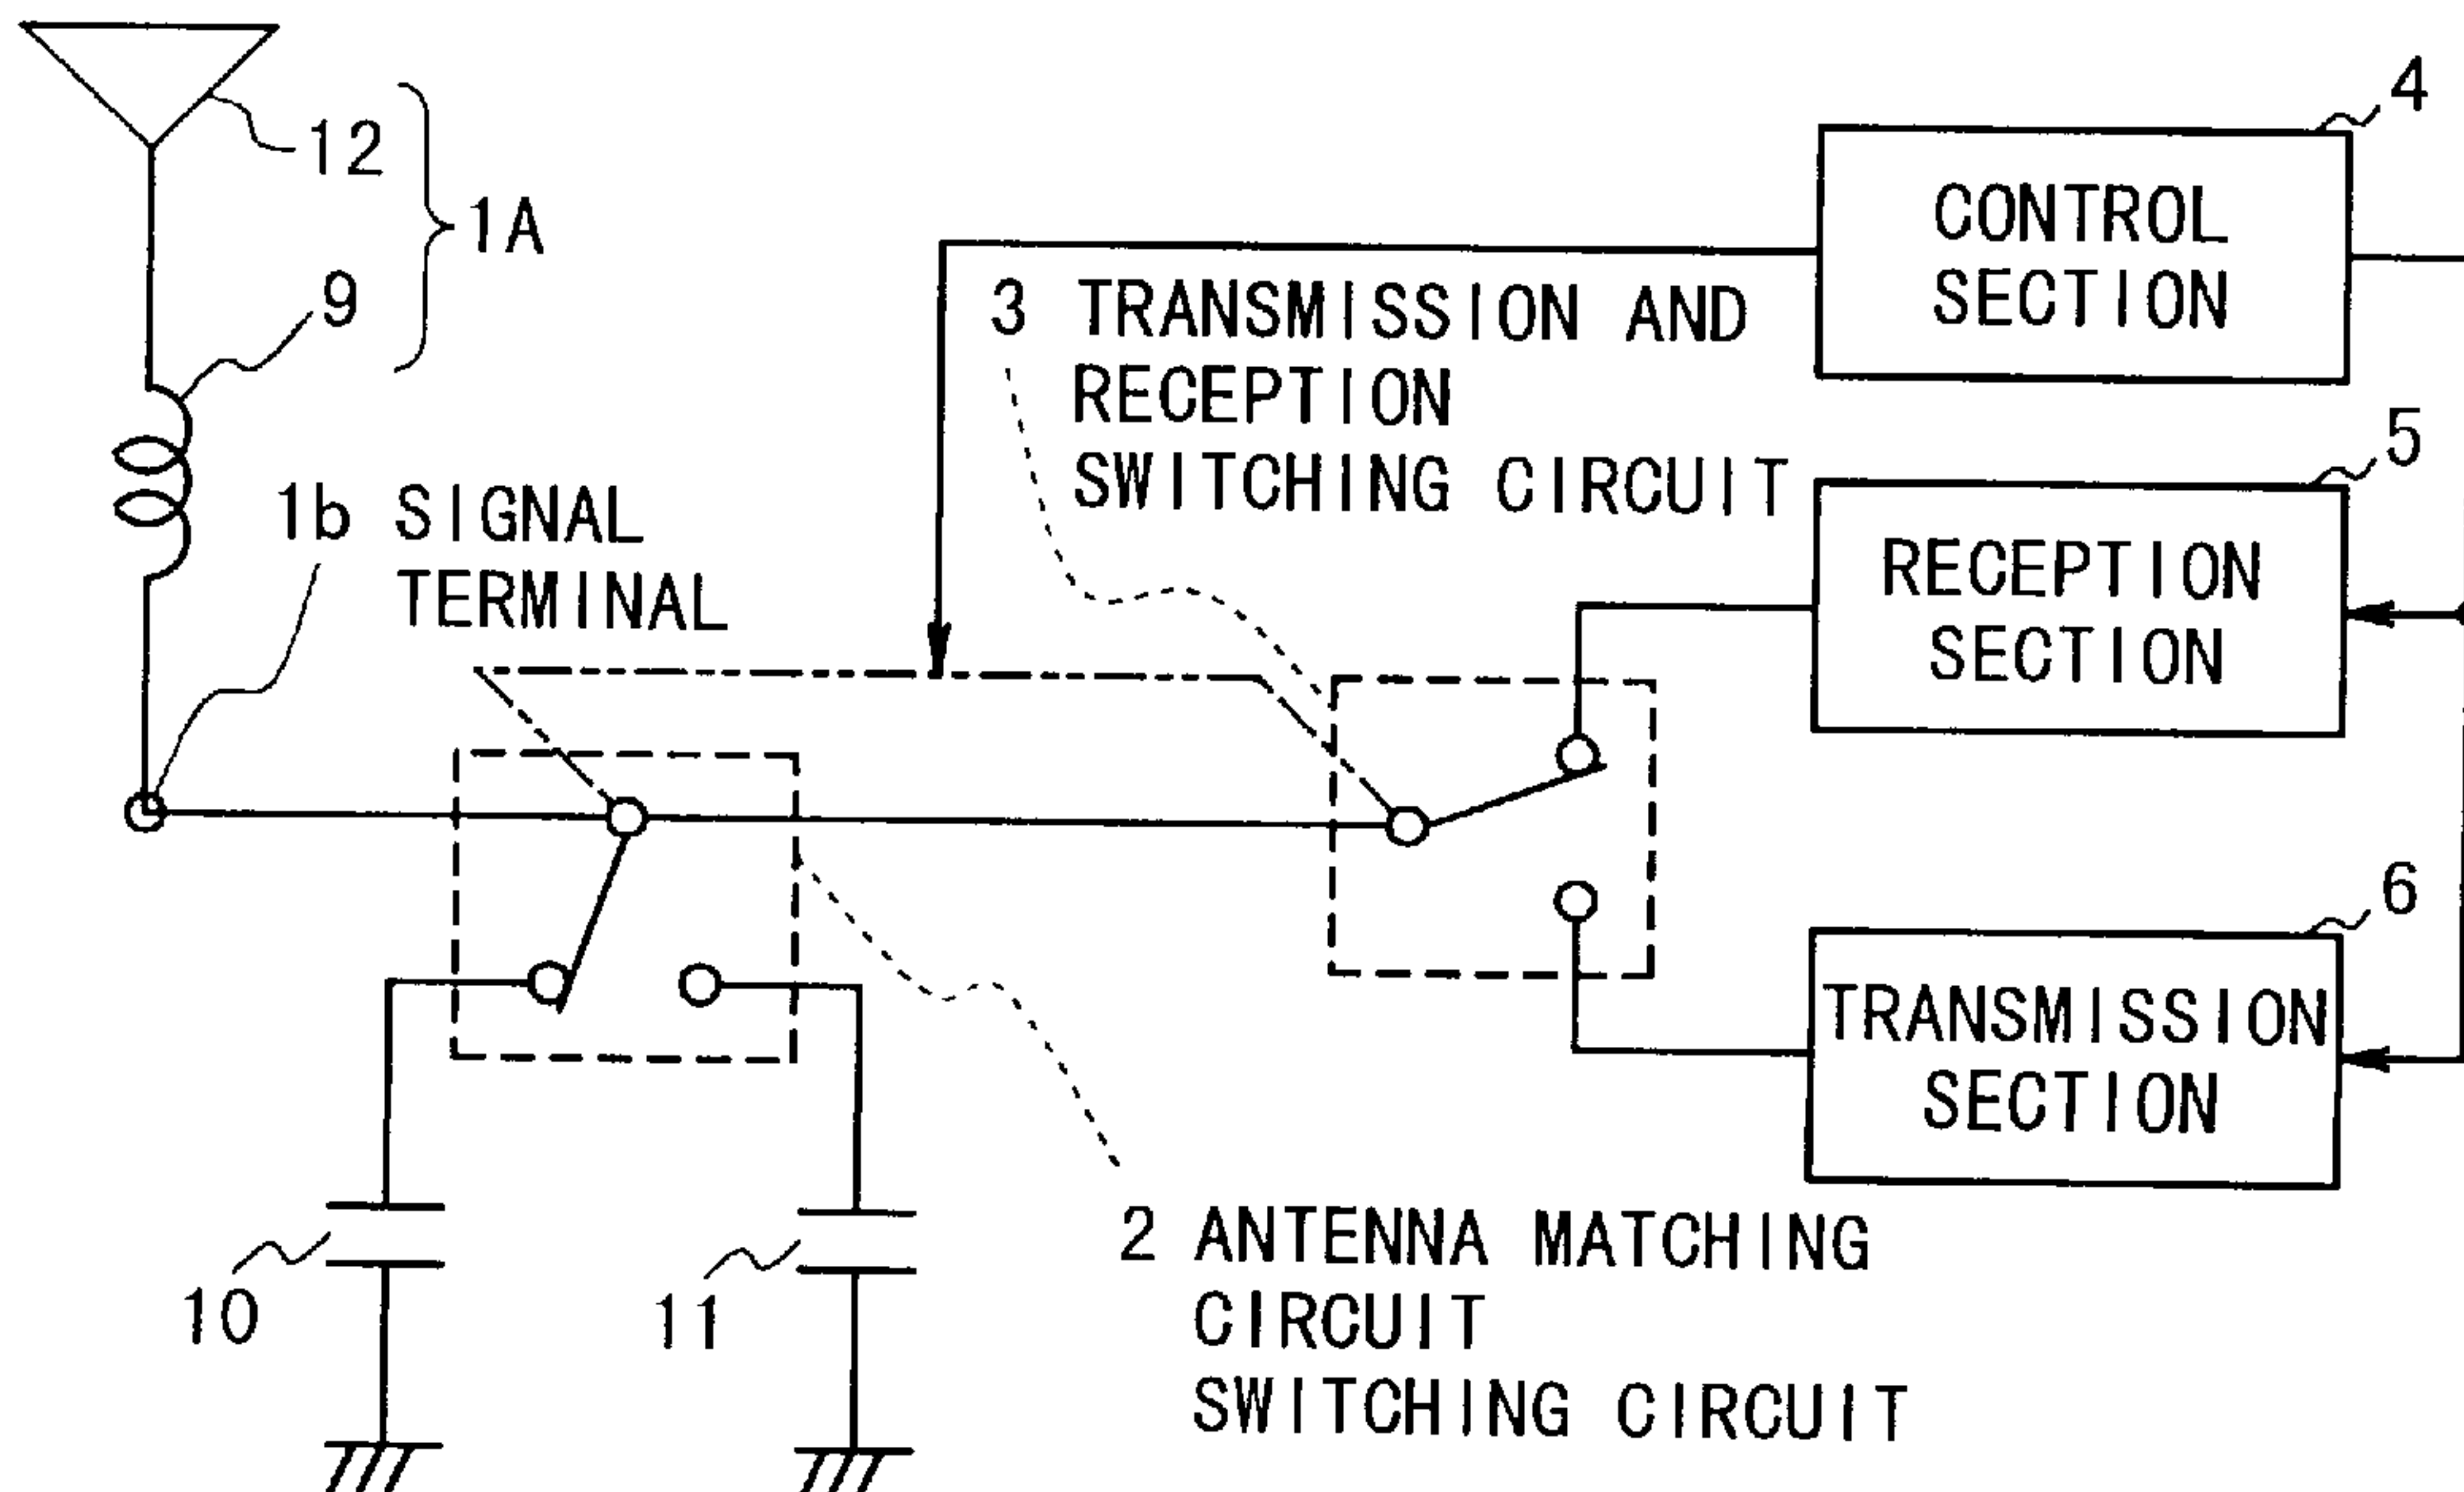 12
1A
9
1b SIGNAL
TERMINAL
3 TRANSMISSION AND
RECEPTION
SWITCHING CIRCUIT
4
CONTROL
SECTION
5
RECEPTION
SECTION
6
TRANSMISSION
SECTION
10
11
2 ANTENNA MATCHING
CIRCUIT
SWITCHING CIRCUIT